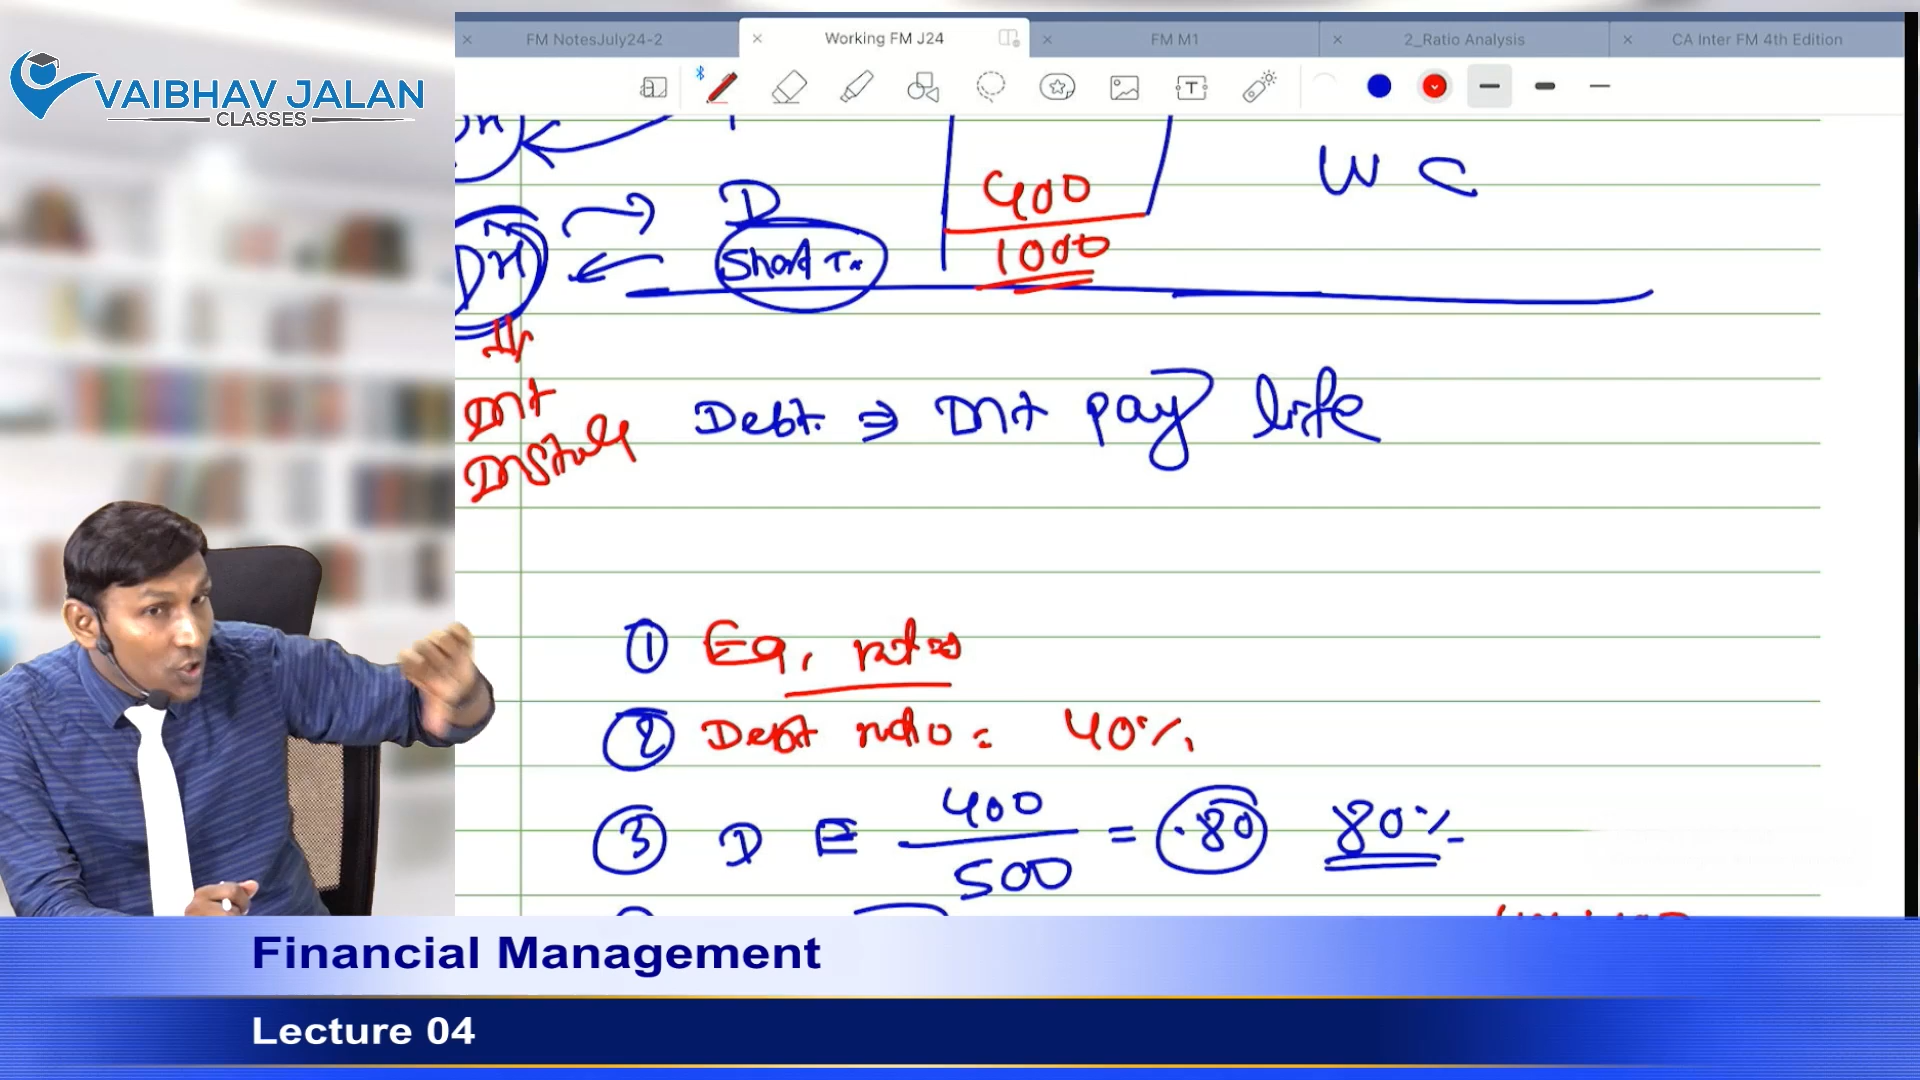 VAIBHAV JALAN
CLASSES
FM NotesJuly24-2
Working FM J24
FM M1
2_Ratio Analysis
CA Inter FM 4th Edition
T
400
W C
D
1000
Short
Debt ⇒ Int pay life
Int
① Eq. ratio
② Debt ratio = 40%
③ D E 400/500 = .80 80%
Financial Management
Lecture 04